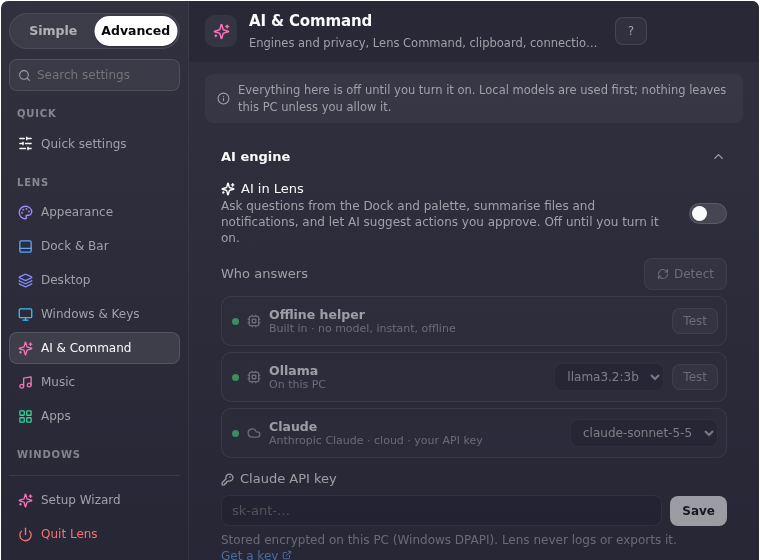 Simple
Advanced
AI & Command
Engines and privacy, Lens Command, clipboard, connectio...
?
Search settings
Everything here is off until you turn it on. Local models are used first; nothing leaves
this PC unless you allow it.
QUICK
Quick settings
LENS
Appearance
Dock & Bar
Desktop
Windows & Keys
AI & Command
Music
Apps
WINDOWS
Setup Wizard
Quit Lens
AI engine
AI in Lens
Ask questions from the Dock and palette, summarise files and
notifications, and let AI suggest actions you approve. Off until you turn it
on.
Who answers
Detect
Offline helper
Built in · no model, instant, offline
Test
Ollama
On this PC
llama3.2:3b
Test
Claude
Anthropic Claude · cloud · your API key
claude-sonnet-5-5
Claude API key
sk-ant-...
Save
Stored encrypted on this PC (Windows DPAPI). Lens never logs or exports it.
Get a key